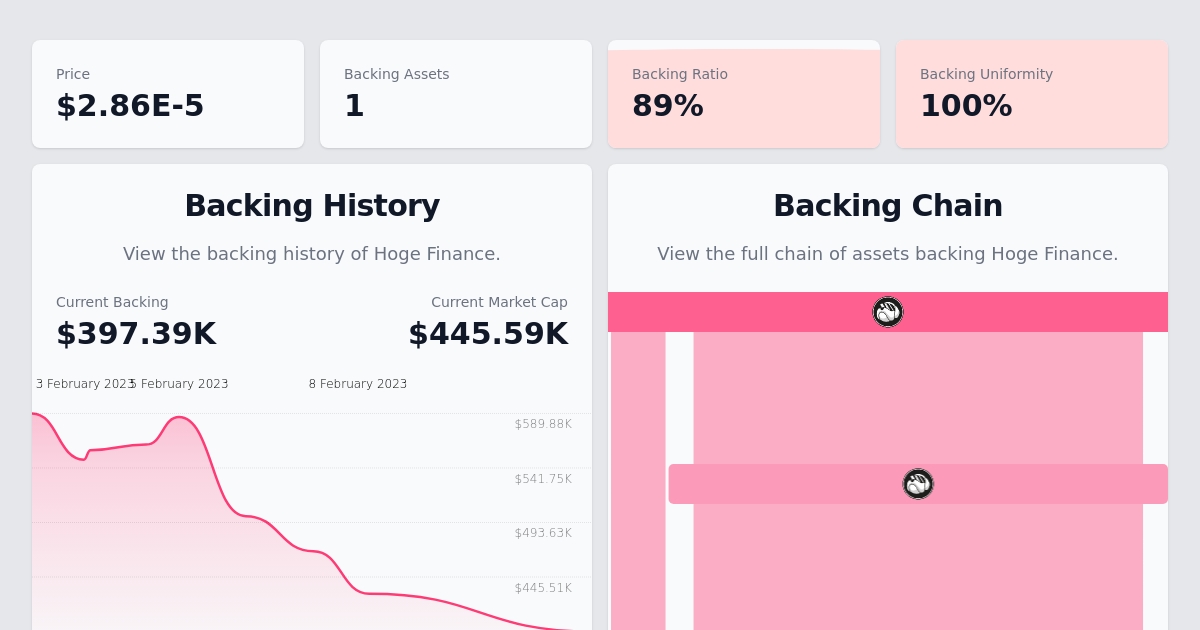 Price
$2.86E-5
Backing Assets
1
Backing Ratio
89%
Backing Uniformity
100%
Backing History
View the backing history of Hoge Finance.
Current Backing
$397.39K
Current Market Cap
$445.59K
3 February 2023
5 February 2023
8 February 2023
$589.88K
$541.75K
$493.63K
$445.51K
Backing Chain
View the full chain of assets backing Hoge Finance.